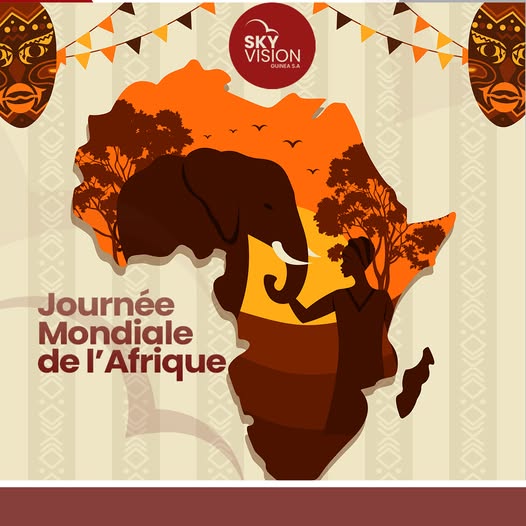 SKY
VISION
GUINEA S.A
Journée
Mondiale
de l'Afrique